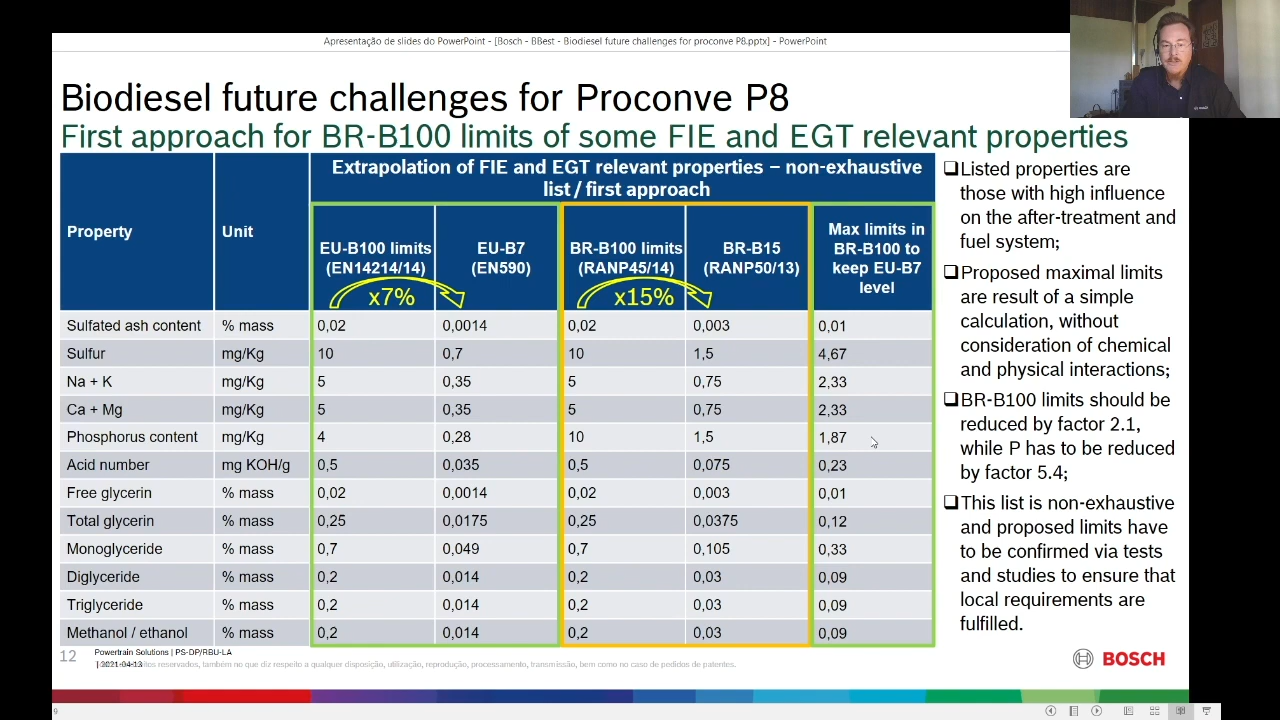 Apresentação de slides do PowerPoint - [Bosch - BBest - Biodiesel future challenges for proconve P8.pptx] - PowerPoint
Biodiesel future challenges for Proconve P8
First approach for BR-B100 limits of some FIE and EGT relevant properties
Property
Unit
Extrapolation of FIE and EGT relevant properties – non-exhaustive
list / first approach
EU-B100 limits
(EN14214/14)
x7%
EU-B7
(EN590)
BR-B100 limits
(RANP45/14)
x15%
BR-B15
(RANP50/13)
Max limits in
BR-B100 to
keep EU-B7
level
Sulfated ash content % mass 0,02 0,0014 0,02 0,003 0,01
Sulfur mg/Kg 10 0,7 10 1,5 4,67
Na + K mg/Kg 5 0,35 5 0,75 2,33
Ca + Mg mg/Kg 5 0,35 5 0,75 2,33
Phosphorus content mg/Kg 4 0,28 10 1,5 1,87
Acid number mg KOH/g 0,5 0,035 0,5 0,075 0,23
Free glycerin % mass 0,02 0,0014 0,02 0,003 0,01
Total glycerin % mass 0,25 0,0175 0,25 0,0375 0,12
Monoglyceride % mass 0,7 0,049 0,7 0,105 0,33
Diglyceride % mass 0,2 0,014 0,2 0,03 0,09
Triglyceride % mass 0,2 0,014 0,2 0,03 0,09
Methanol / ethanol % mass 0,2 0,014 0,2 0,03 0,09
❑Listed properties are
those with high influence
on the after-treatment and
fuel system;
❑Proposed maximal limits
are result of a simple
calculation, without
consideration of chemical
and physical interactions;
❑BR-B100 limits should be
reduced by factor 2.1,
while P has to be reduced
by factor 5.4;
❑This list is non-exhaustive
and proposed limits have
to be confirmed via tests
and studies to ensure that
local requirements are
fulfilled.
12
Powertrain Solutions | PS-DP/RBU-LA
| 2021-04-13
reservados, também no que diz respeito a qualquer disposição, utilização, reprodução, processamento, transmissão, bem como no caso de pedidos de patentes.
BOSCH
9